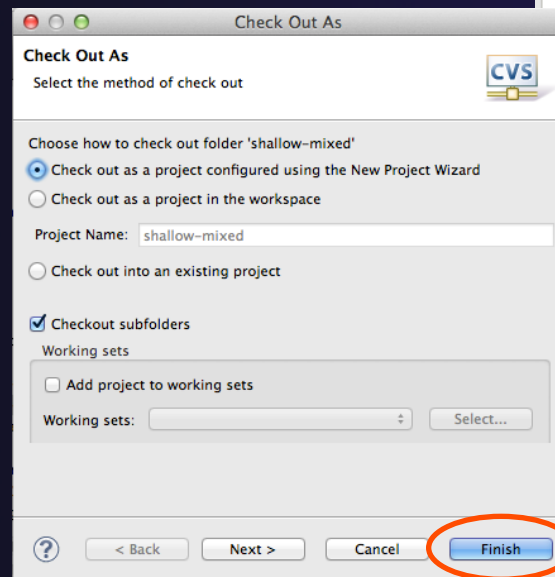 Check Out As
Check Out As
Select the method of check out
CVS
Choose how to check out folder 'shallow-mixed'
Check out as a project configured using the New Project Wizard
Check out as a project in the workspace
Project Name: shallow-mixed
Check out into an existing project
Checkout subfolders
Working sets
Add project to working sets
Working sets: Select...
? < Back Next > Cancel Finish